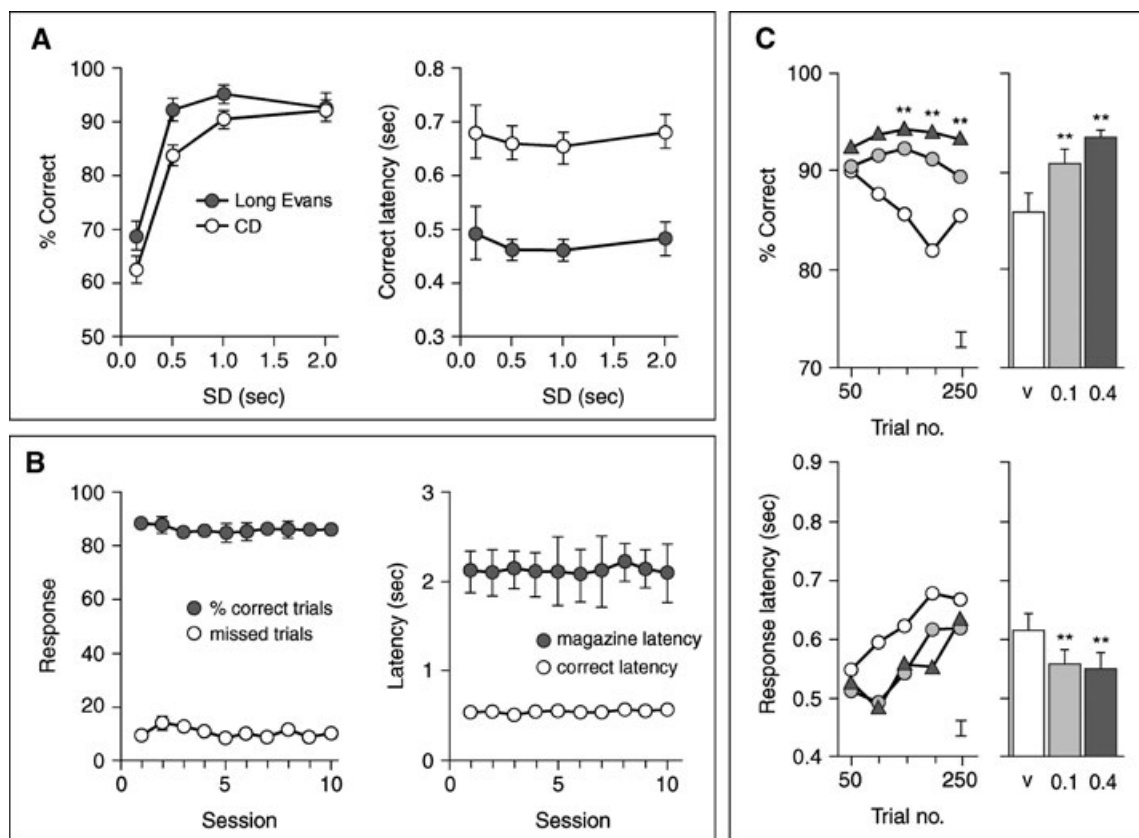 A
% Correct
100
90
80
70
60
50
Long Evans
CD
0.0 0.5 1.0 1.5 2.0
SD (sec)
Correct latency (sec)
0.8
0.7
0.6
0.5
0.4
0.3
0.0 0.5 1.0 1.5 2.0
SD (sec)
B
Response
100
80
60
40
20
0
% correct trials
missed trials
0 5 10
Session
Latency (sec)
3
2
1
0
magazine latency
correct latency
0 5 10
Session
C
% Correct
100
90
80
70
** ** **
50 250
Trial no.
** **
v 0.1 0.4
Response latency (sec)
0.9
0.8
0.7
0.6
0.5
0.4
50 250
Trial no.
** **
v 0.1 0.4